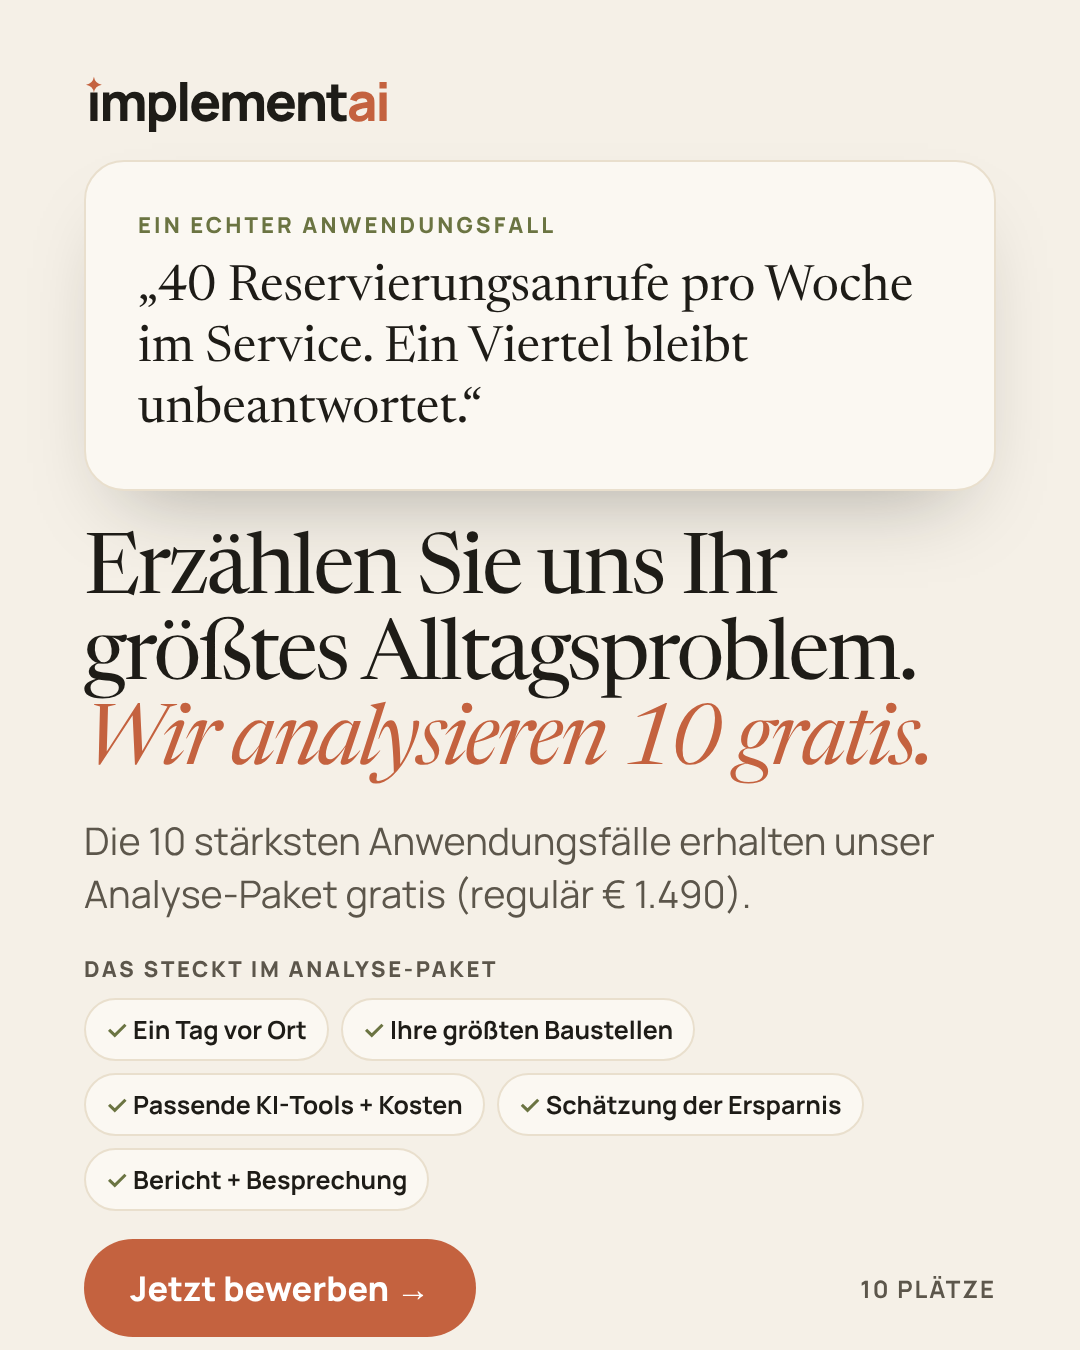 implementai
EIN ECHTER ANWENDUNGSFALL
„40 Reservierungsanrufe pro Woche
im Service. Ein Viertel bleibt
unbeantwortet.“
Erzählen Sie uns Ihr
größtes Alltagsproblem.
Wir analysieren 10 gratis.
Die 10 stärksten Anwendungsfälle erhalten unser
Analyse-Paket gratis (regulär € 1.490).
DAS STECKT IM ANALYSE-PAKET
✓ Ein Tag vor Ort ✓ Ihre größten Baustellen
✓ Passende KI-Tools + Kosten ✓ Schätzung der Ersparnis
✓ Bericht + Besprechung
Jetzt bewerben → 10 PLÄTZE